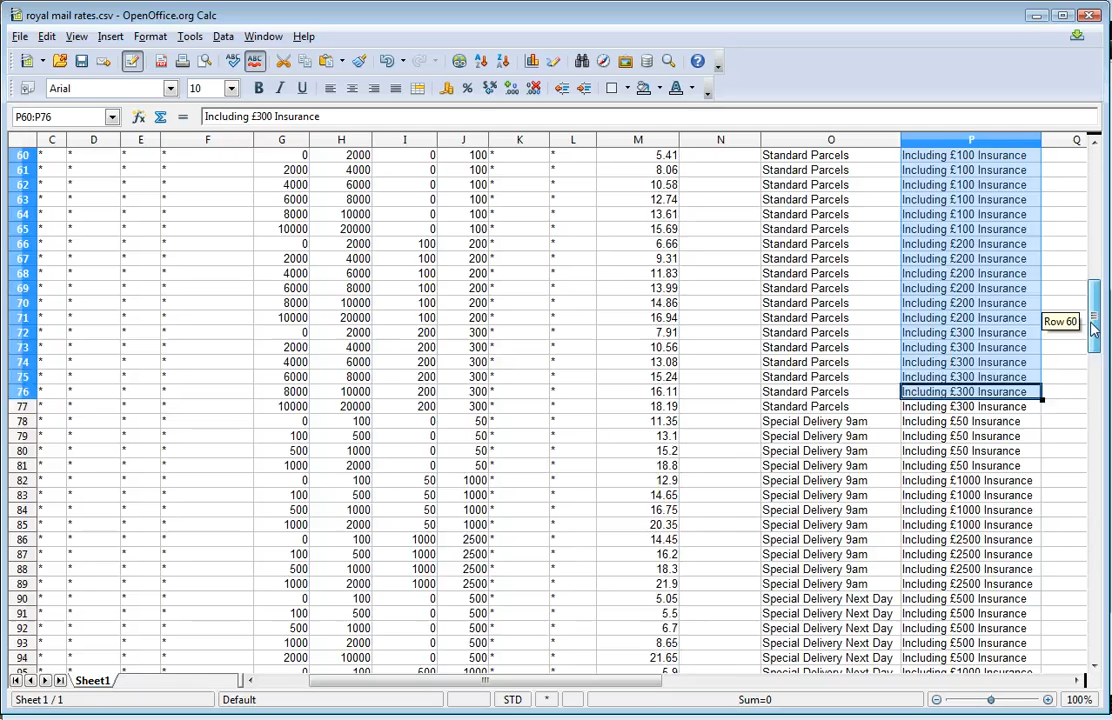 royal mail rates.csv - OpenOffice.org Calc
File Edit View Insert Format Tools Data Window Help
Arial 10
P60:P76 Including £300 Insurance
C D E F G H I J K L M N O P Q
60 * * * * 0 2000 0 100 * * 5.41 Standard Parcels Including £100 Insurance
61 * * * * 2000 4000 0 100 * * 8.06 Standard Parcels Including £100 Insurance
62 * * * * 4000 6000 0 100 * * 10.58 Standard Parcels Including £100 Insurance
63 * * * * 6000 8000 0 100 * * 12.74 Standard Parcels Including £100 Insurance
64 * * * * 8000 10000 0 100 * * 13.61 Standard Parcels Including £100 Insurance
65 * * * * 10000 20000 0 100 * * 15.69 Standard Parcels Including £100 Insurance
66 * * * * 0 2000 100 200 * * 6.66 Standard Parcels Including £200 Insurance
67 * * * * 2000 4000 100 200 * * 9.31 Standard Parcels Including £200 Insurance
68 * * * * 4000 6000 100 200 * * 11.83 Standard Parcels Including £200 Insurance
69 * * * * 6000 8000 100 200 * * 13.99 Standard Parcels Including £200 Insurance
70 * * * * 8000 10000 100 200 * * 14.86 Standard Parcels Including £200 Insurance
71 * * * * 10000 20000 100 200 * * 16.94 Standard Parcels Including £200 Insurance
Row 60
72 * * * * 0 2000 200 300 * * 7.91 Standard Parcels Including £300 Insurance
73 * * * * 2000 4000 200 300 * * 10.56 Standard Parcels Including £300 Insurance
74 * * * * 4000 6000 200 300 * * 13.08 Standard Parcels Including £300 Insurance
75 * * * * 6000 8000 200 300 * * 15.24 Standard Parcels Including £300 Insurance
76 * * * * 8000 10000 200 300 * * 16.11 Standard Parcels Including £300 Insurance
77 * * * * 10000 20000 200 300 * * 18.19 Standard Parcels Including £300 Insurance
78 * * * * 0 100 0 50 * * 11.35 Special Delivery 9am Including £50 Insurance
79 * * * * 100 500 0 50 * * 13.1 Special Delivery 9am Including £50 Insurance
80 * * * * 500 1000 0 50 * * 15.2 Special Delivery 9am Including £50 Insurance
81 * * * * 1000 2000 0 50 * * 18.8 Special Delivery 9am Including £50 Insurance
82 * * * * 0 100 50 1000 * * 12.9 Special Delivery 9am Including £1000 Insurance
83 * * * * 100 500 50 1000 * * 14.65 Special Delivery 9am Including £1000 Insurance
84 * * * * 500 1000 50 1000 * * 16.75 Special Delivery 9am Including £1000 Insurance
85 * * * * 1000 2000 50 1000 * * 20.35 Special Delivery 9am Including £1000 Insurance
86 * * * * 0 100 1000 2500 * * 14.45 Special Delivery 9am Including £2500 Insurance
87 * * * * 100 500 1000 2500 * * 16.2 Special Delivery 9am Including £2500 Insurance
88 * * * * 500 1000 1000 2500 * * 18.3 Special Delivery 9am Including £2500 Insurance
89 * * * * 1000 2000 1000 2500 * * 21.9 Special Delivery 9am Including £2500 Insurance
90 * * * * 0 100 0 500 * * 5.05 Special Delivery Next Day Including £500 Insurance
91 * * * * 100 500 0 500 * * 5.5 Special Delivery Next Day Including £500 Insurance
92 * * * * 500 1000 0 500 * * 6.7 Special Delivery Next Day Including £500 Insurance
93 * * * * 1000 2000 0 500 * * 8.65 Special Delivery Next Day Including £500 Insurance
94 * * * * 2000 10000 0 500 * * 21.65 Special Delivery Next Day Including £500 Insurance
Sheet1
Sheet 1 / 1 Default STD * Sum=0 100%